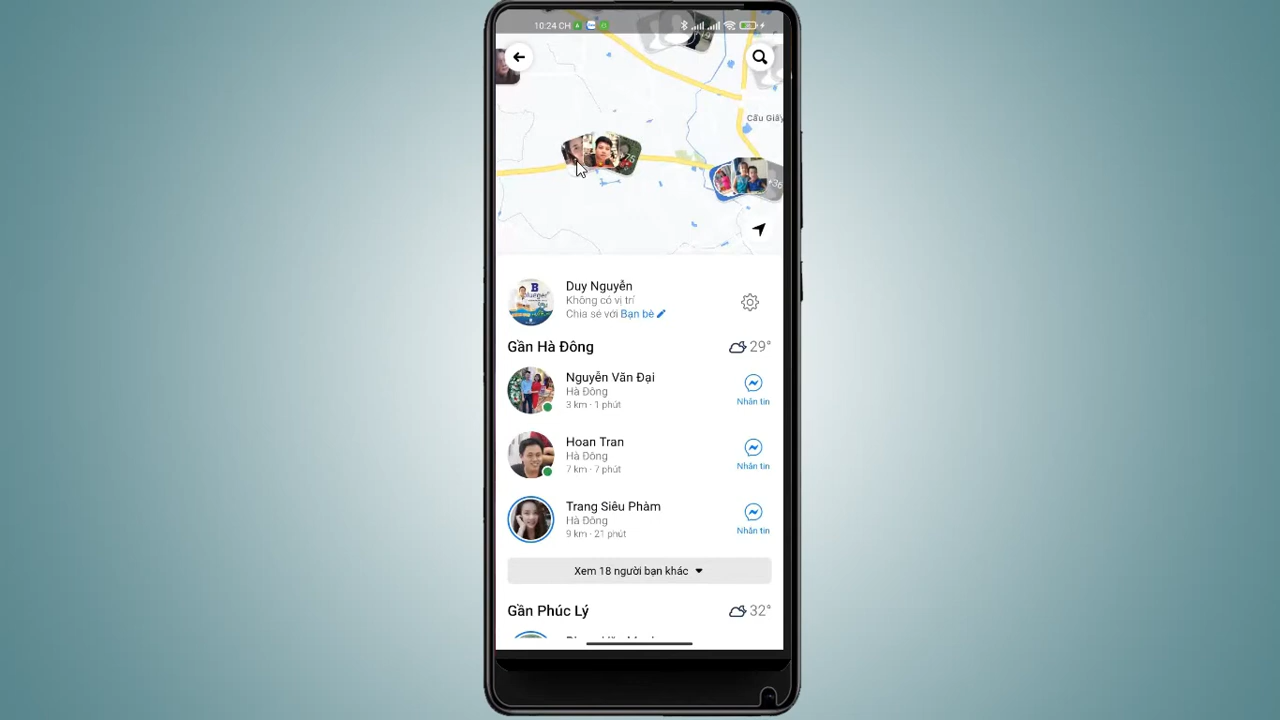 10:24 CH
Cầu Giấy
+36
Duy Nguyễn
Không có vị trí
Chia sẻ với Bạn bè
Gần Hà Đông
29°
Nguyễn Văn Đại
Hà Đông
3 km · 1 phút
Nhắn tin
Hoan Tran
Hà Đông
7 km · 7 phút
Nhắn tin
Trang Siêu Phàm
Hà Đông
9 km · 21 phút
Nhắn tin
Xem 18 người bạn khác
Gần Phúc Lý
32°